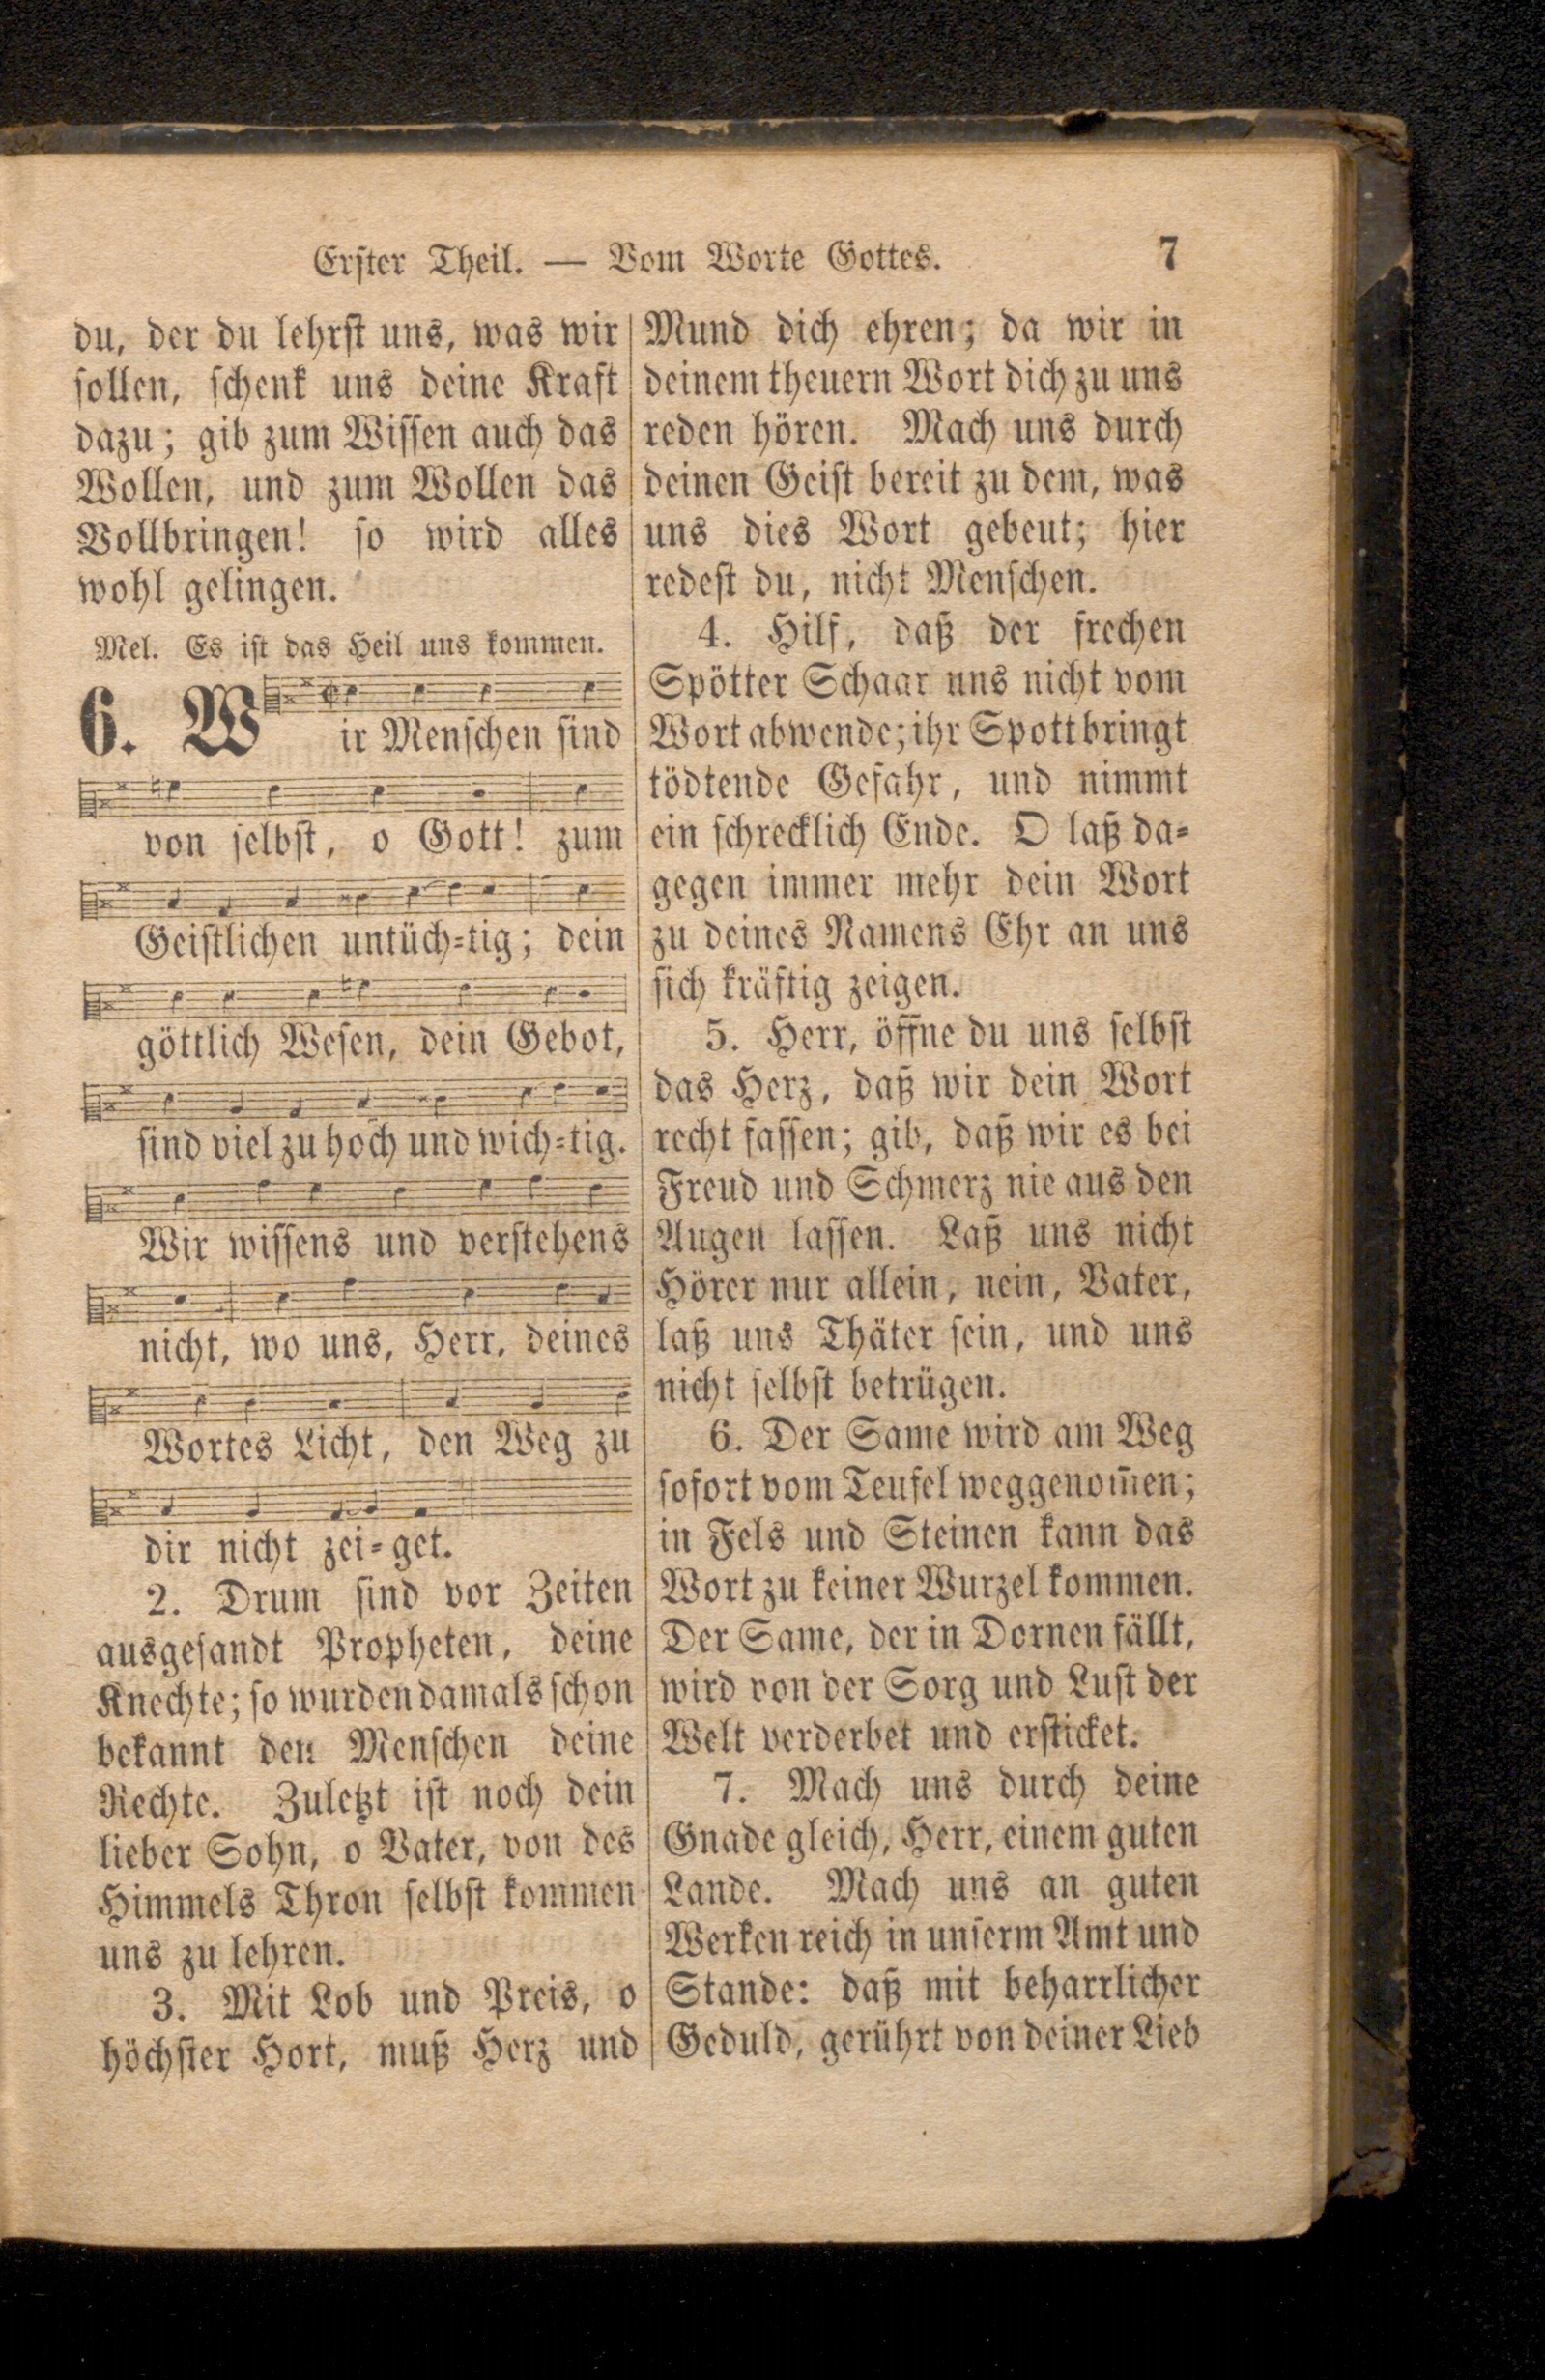 Erster Theil. — Vom Worte Gottes. 7
du, der du lehrst uns, was wir
sollen, schenk uns deine Kraft
dazu; gib zum Wissen auch das
Wollen, und zum Wollen das
Vollbringen! so wird alles
wohl gelingen.
Mel. Es ist das Heil uns kommen.
6. Wir Menschen sind
von selbst, o Gott! zum
Geistlichen untüch-tig; dein
göttlich Wesen, dein Gebot,
sind viel zu hoch und wich-tig.
Wir wissens und verstehens
nicht, wo uns, Herr, deines
Wortes Licht, den Weg zu
dir nicht zei-get.
2. Drum sind vor Zeiten
ausgesandt Propheten, deine
Knechte; so wurden damals schon
bekannt den Menschen deine
Rechte. Zuletzt ist noch dein
lieber Sohn, o Vater, von des
Himmels Thron selbst kommen
uns zu lehren.
3. Mit Lob und Preis, o
höchster Hort, muß Herz und
Mund dich ehren; da wir in
deinem theuern Wort dich zu uns
reden hören. Mach uns durch
deinen Geist bereit zu dem, was
uns dies Wort gebeut; hier
redest du, nicht Menschen.
4. Hilf, daß der frechen
Spötter Schaar uns nicht vom
Wort abwende; ihr Spott bringt
tödtende Gefahr, und nimmt
ein schrecklich Ende. O laß da-
gegen immer mehr dein Wort
zu deines Namens Ehr an uns
sich kräftig zeigen.
5. Herr, öffne du uns selbst
das Herz, daß wir dein Wort
recht fassen; gib, daß wir es bei
Freud und Schmerz nie aus den
Augen lassen. Laß uns nicht
Hörer nur allein, nein, Vater,
laß uns Thäter sein, und uns
nicht selbst betrügen.
6. Der Same wird am Weg
sofort vom Teufel weggenom̄en;
in Fels und Steinen kann das
Wort zu keiner Wurzel kommen.
Der Same, der in Dornen fällt,
wird von der Sorg und Lust der
Welt verderbet und ersticket.
7. Mach uns durch deine
Gnade gleich, Herr, einem guten
Lande. Mach uns an guten
Werken reich in unserm Amt und
Stande: daß mit beharrlicher
Geduld, gerührt von deiner Lieb